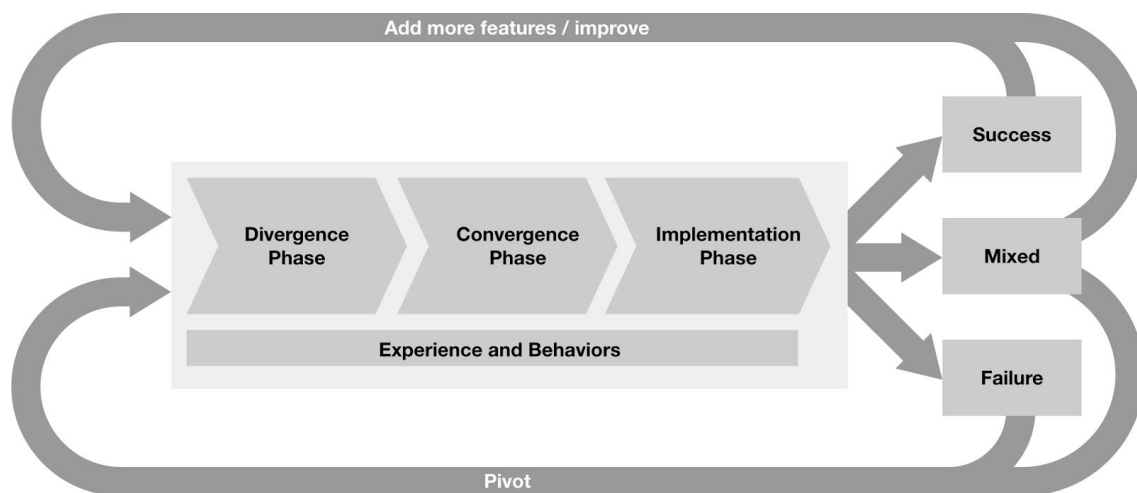 Add more features / improve
Success
Divergence
Phase
Convergence
Phase
Implementation
Phase
Mixed
Experience and Behaviors
Failure
Pivot